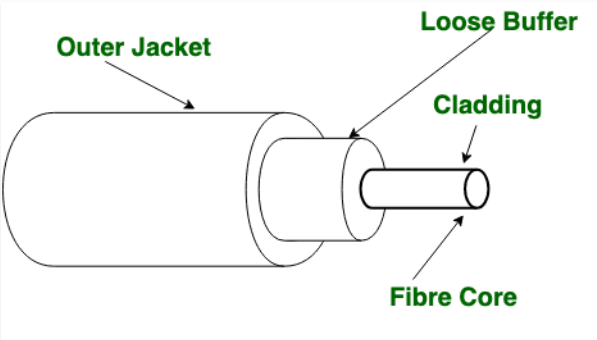 Loose Buffer
Outer Jacket
Cladding
Fibre Core